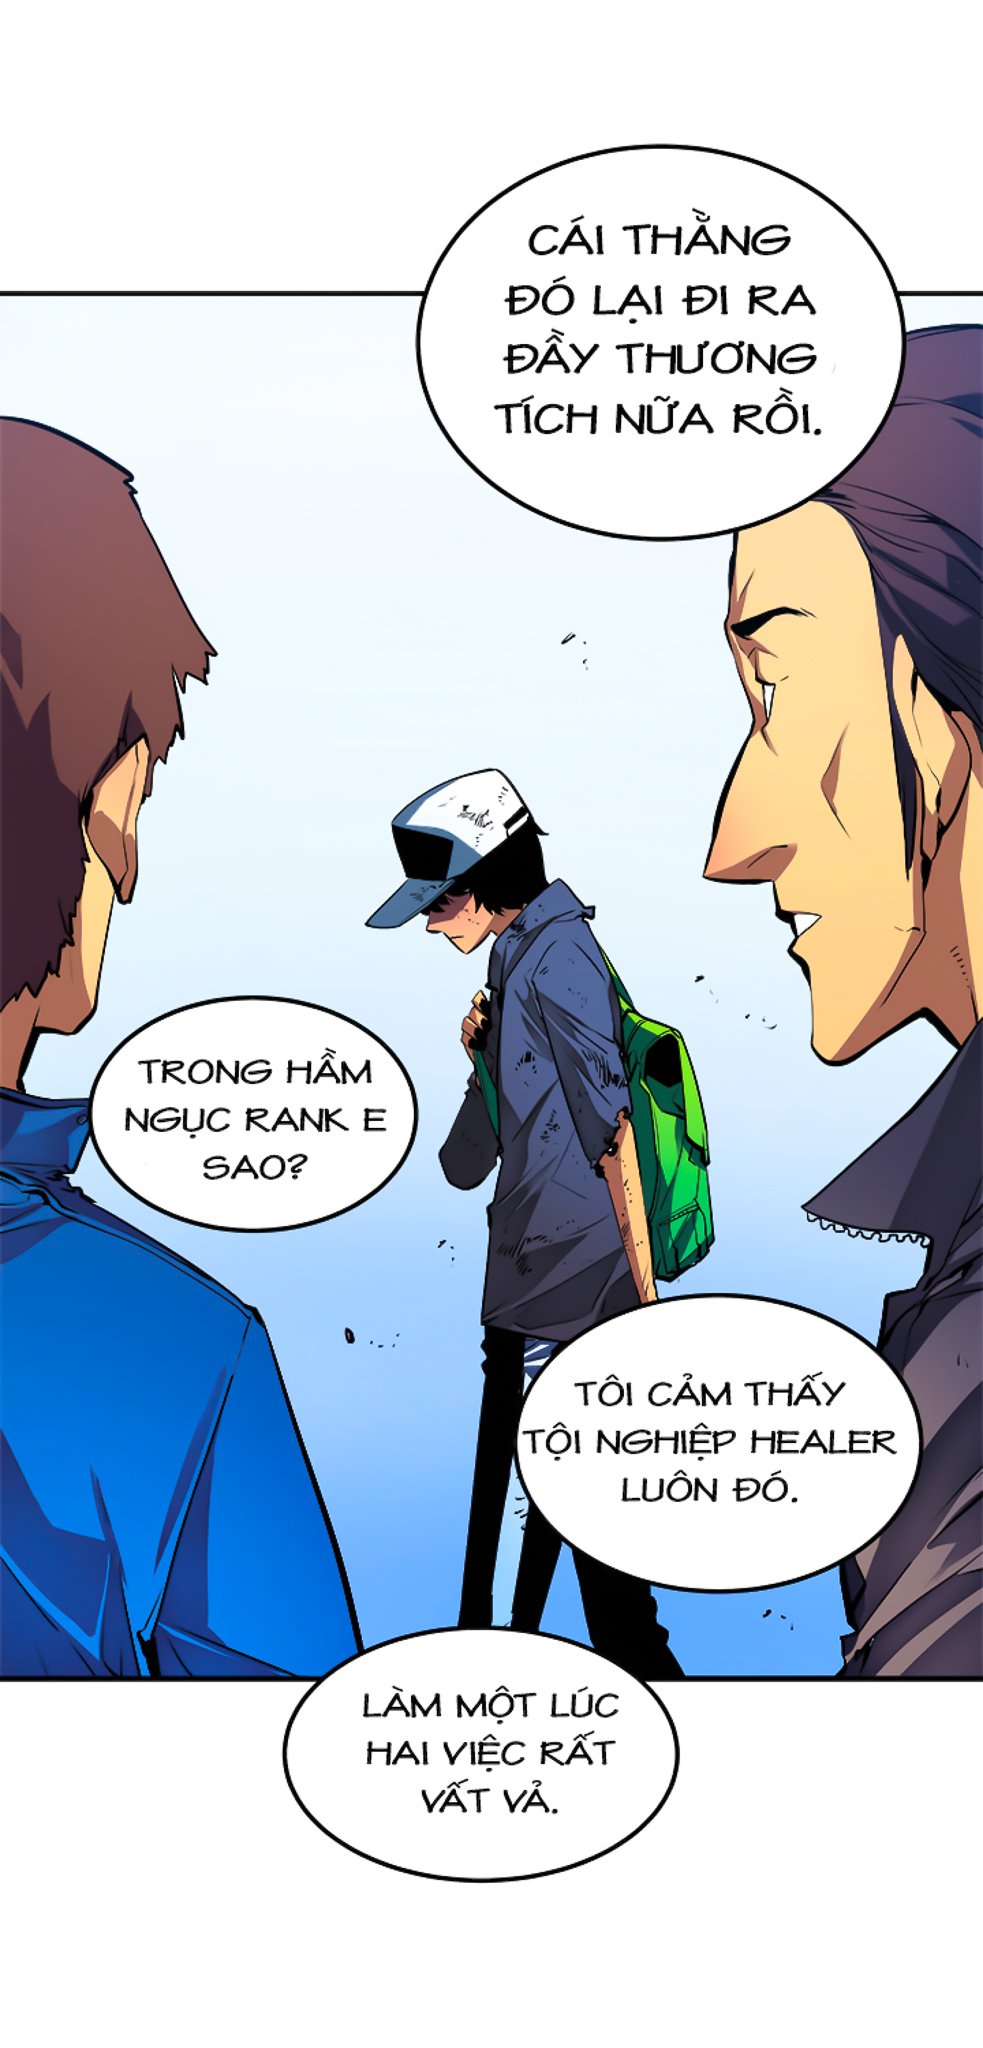 CÁI THẰNG
ĐÓ LẠI ĐI RA
ĐẦY THƯƠNG
TÍCH NỮA RỒI.
TRONG HẦM
NGỤC RANK E
SAO?
TÔI CẢM THẤY
TỘI NGHIỆP HEALER
LUÔN ĐÓ.
LÀM MỘT LÚC
HAI VIỆC RẤT
VẤT VẢ.